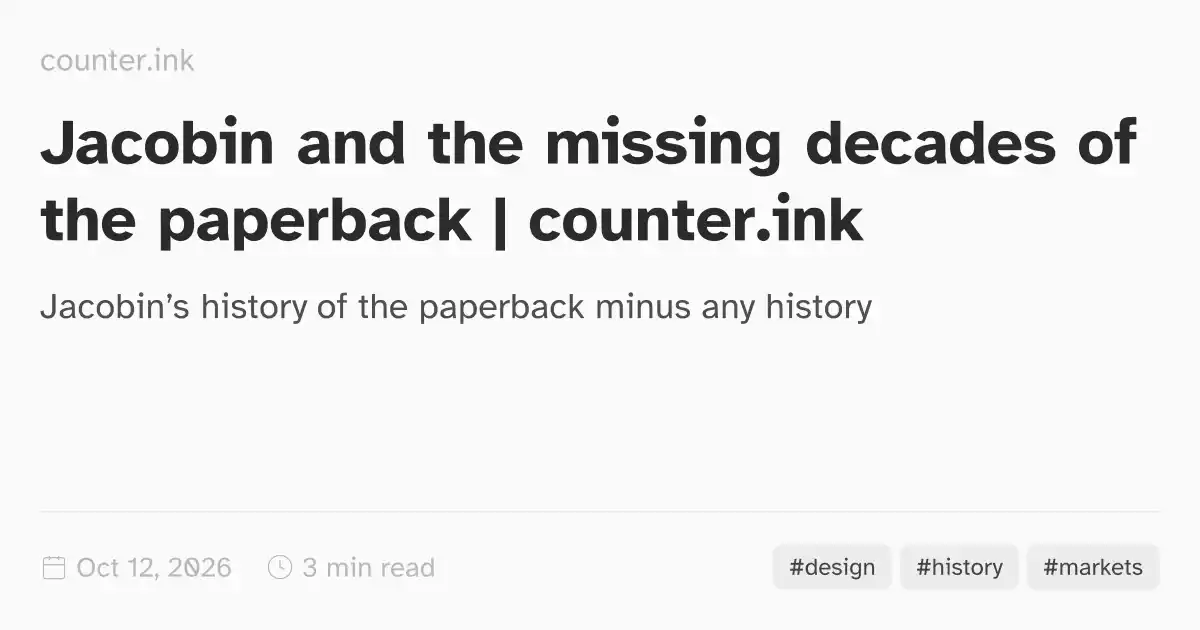 counter.ink
Jacobin and the missing decades of
the paperback | counter.ink
Jacobin’s history of the paperback minus any history
Oct 12, 2026 3 min read #design #history #markets